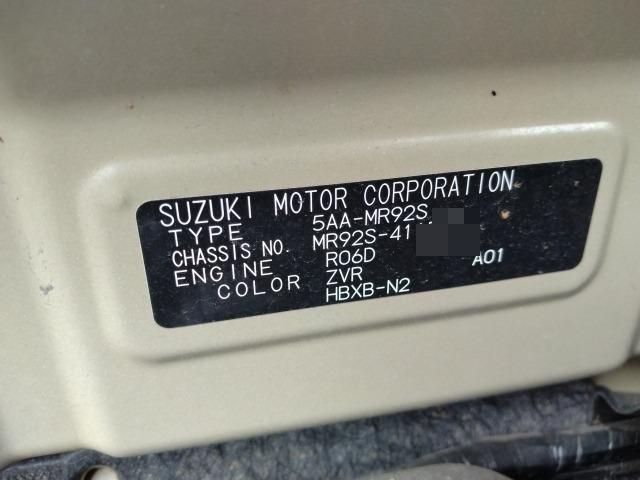 SUZUKI MOTOR CORPORATION
TYPE 5AA-MR92S
CHASSIS NO. MR92S-41
ENGINE R06D A01
COLOR ZVR
HBXB-N2